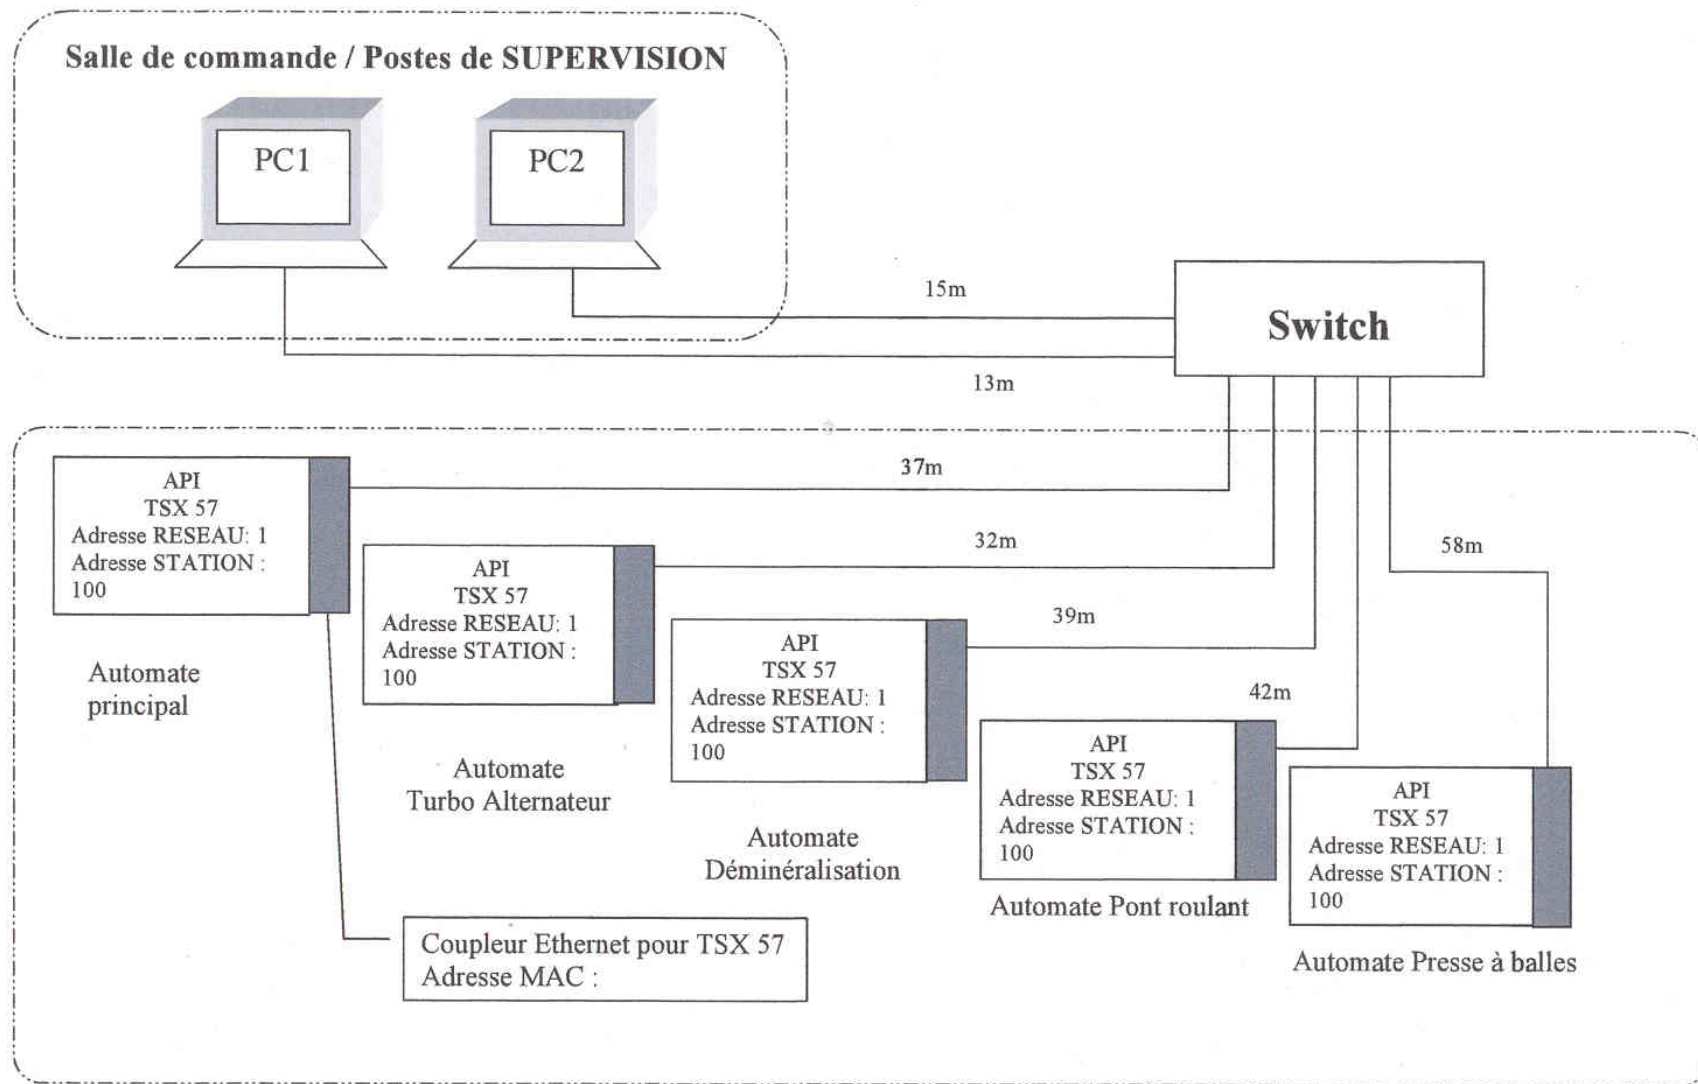 Salle de commande / Postes de SUPERVISION
PC1
PC2
15m
Switch
13m
37m
API
TSX 57
Adresse RESEAU: 1
Adresse STATION :
100
32m
58m
API
TSX 57
Adresse RESEAU: 1
Adresse STATION :
100
39m
API
TSX 57
Adresse RESEAU: 1
Adresse STATION :
100
Automate
principal
42m
API
TSX 57
Adresse RESEAU: 1
Adresse STATION :
100
Automate
Turbo Alternateur
API
TSX 57
Adresse RESEAU: 1
Adresse STATION :
100
Automate
Déminéralisation
Automate Pont roulant
Coupleur Ethernet pour TSX 57
Adresse MAC :
Automate Presse à balles